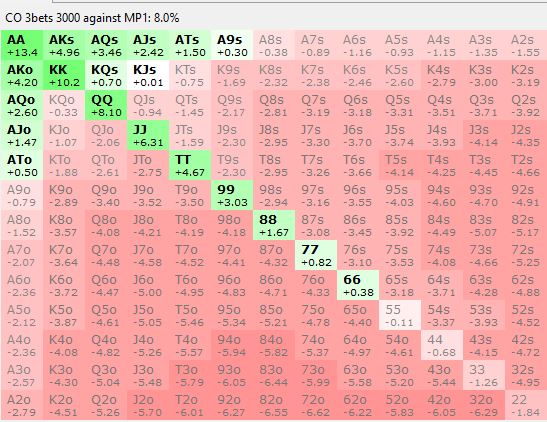 CO 3bets 3000 against MP1: 8.0%
AA AKs AQs AJs ATs A9s A8s A7s A6s A5s A4s A3s A2s
+13.4 +4.96 +3.46 +2.42 +1.50 +0.30 -0.38 -0.89 -1.16 -0.93 -1.15 -1.35 -1.55
AKo KK KQs KJs KTs K9s K8s K7s K6s K5s K4s K3s K2s
+4.20 +10.2 +0.70 +0.01 -0.75 -1.69 -2.32 -2.38 -2.46 -2.60 -2.79 -3.00 -3.19
AQo KQo QQ QJs QTs Q9s Q8s Q7s Q6s Q5s Q4s Q3s Q2s
+2.60 -0.33 +8.10 -0.94 -1.45 -2.17 -2.81 -3.19 -3.18 -3.31 -3.51 -3.71 -3.92
AJo KJo QJo JJ JTs J9s J8s J7s J6s J5s J4s J3s J2s
+1.47 -1.07 -2.06 +6.31 -1.59 -2.30 -2.95 -3.30 -3.70 -3.74 -3.93 -4.14 -4.35
ATo KTo QTo JTo TT T9s T8s T7s T6s T5s T4s T3s T2s
+0.50 -1.88 -2.61 -2.75 +4.67 -2.30 -2.95 -3.26 -3.66 -4.14 -4.25 -4.45 -4.66
A9o K9o Q9o J9o T9o 99 98s 97s 96s 95s 94s 93s 92s
-0.79 -2.89 -3.40 -3.52 -3.50 +3.03 -2.94 -3.16 -3.55 -4.03 -4.60 -4.70 -4.91
A8o K8o Q8o J8o T8o 98o 88 87s 86s 85s 84s 83s 82s
-1.52 -3.57 -4.08 -4.21 -4.19 -4.18 +1.67 -3.08 -3.45 -3.92 -4.49 -5.07 -5.17
A7o K7o Q7o J7o T7o 97o 87o 77 76s 75s 74s 73s 72s
-2.07 -3.64 -4.48 -4.58 -4.52 -4.41 -4.32 +0.82 -3.10 -3.53 -4.08 -4.66 -5.25
A6o K6o Q6o J6o T6o 96o 86o 76o 66 65s 64s 63s 62s
-2.36 -3.72 -4.47 -5.00 -4.95 -4.83 -4.71 -4.33 +0.38 -3.18 -3.71 -4.28 -4.88
A5o K5o Q5o J5o T5o 95o 85o 75o 65o 55 54s 53s 52s
-2.12 -3.87 -4.61 -5.05 -5.46 -5.34 -5.21 -4.78 -4.40 -0.11 -3.37 -3.93 -4.52
A4o K4o Q4o J4o T4o 94o 84o 74o 64o 54o 44 43s 42s
-2.36 -4.08 -4.82 -5.26 -5.57 -5.94 -5.82 -5.37 -4.97 -4.61 -0.68 -4.15 -4.72
A3o K3o Q3o J3o T3o 93o 83o 73o 63o 53o 43o 33 32s
-2.57 -4.30 -5.04 -5.48 -5.79 -6.05 -6.44 -5.99 -5.58 -5.20 -5.44 -1.26 -4.95
A2o K2o Q2o J2o T2o 92o 82o 72o 62o 52o 42o 32o 22
-2.79 -4.51 -5.26 -5.70 -6.01 -6.27 -6.55 -6.62 -6.22 -5.83 -6.05 -6.29 -1.84